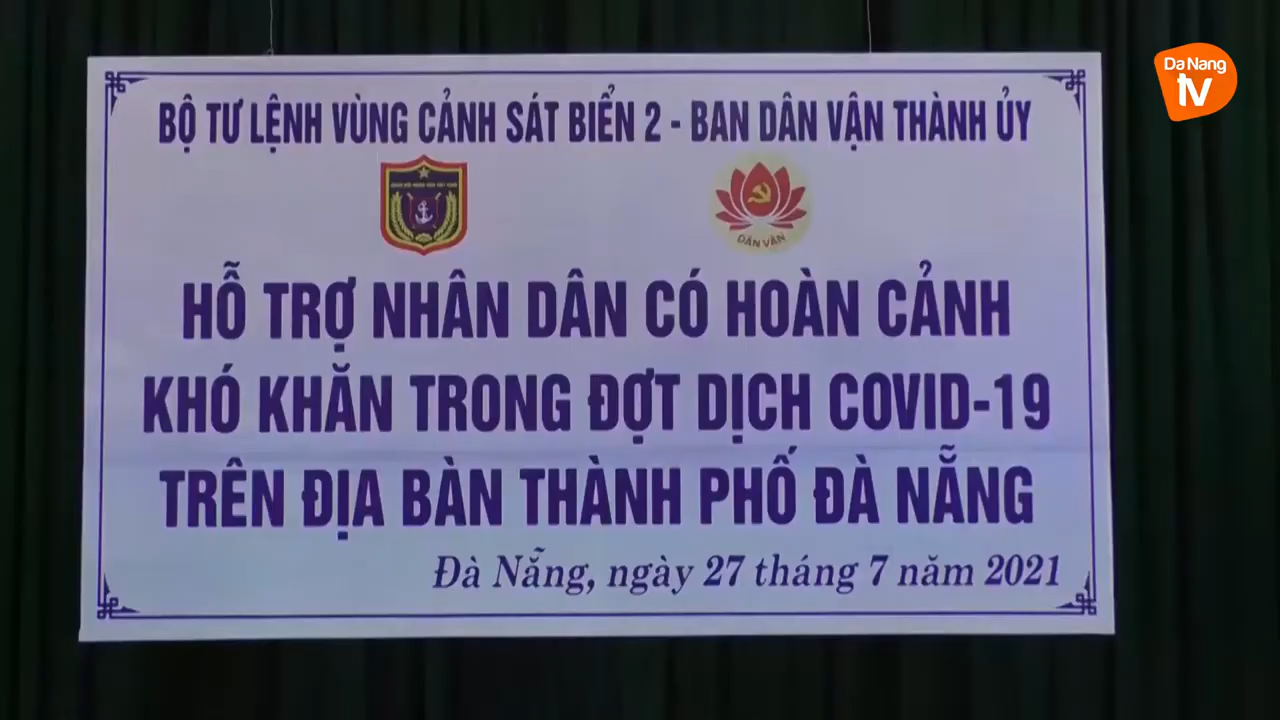 Da Nang
tv
BỘ TƯ LỆNH VÙNG CẢNH SÁT BIỂN 2 - BAN DÂN VẬN THÀNH ỦY
DÂN VẬN
HỖ TRỢ NHÂN DÂN CÓ HOÀN CẢNH
KHÓ KHĂN TRONG ĐỢT DỊCH COVID-19
TRÊN ĐỊA BÀN THÀNH PHỐ ĐÀ NẴNG
Đà Nẵng, ngày 27 tháng 7 năm 2021